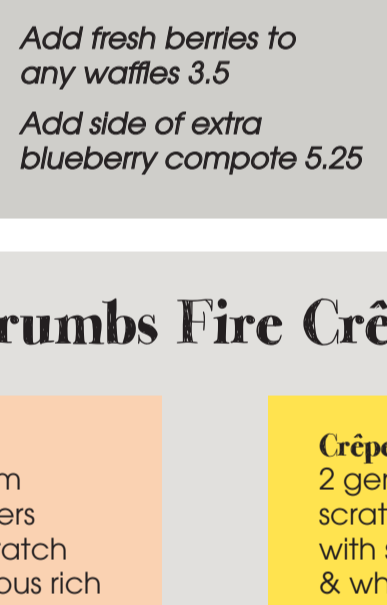 Add fresh berries to
any waffles 3.5
Add side of extra
blueberry compote 5.25
rumbs Fire Crê
m
ers
ratch
ous rich
Crêpe
2 ger
scrat
with s
& wh